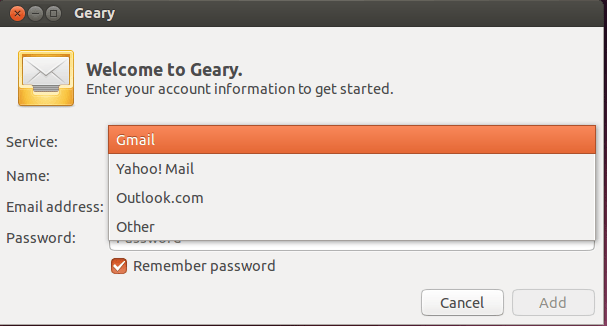 Geary
Welcome to Geary.
Enter your account information to get started.
Service:
Gmail
Yahoo! Mail
Name:
Outlook.com
Email address:
Other
Password:
Password
Remember password
Cancel
Add